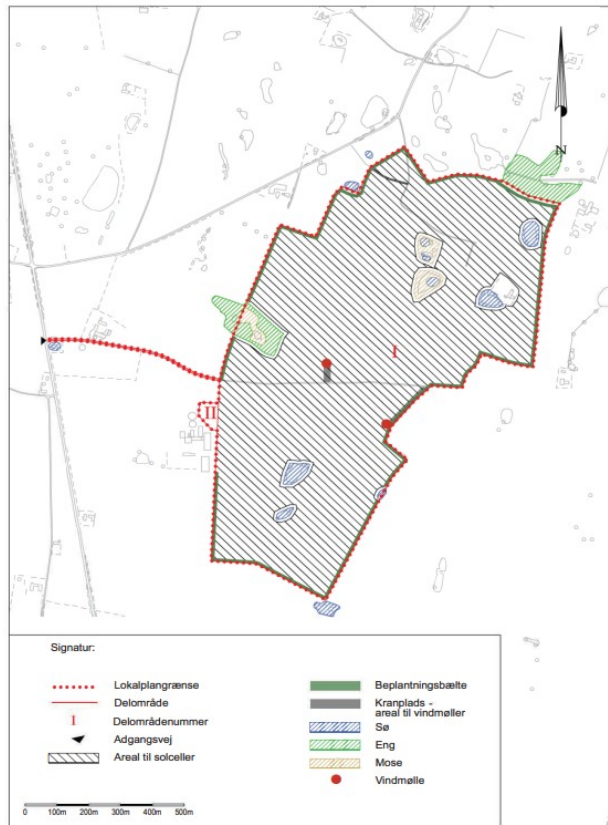 N
I
II
Signatur:
Lokalplangrænse
Delområde
I Delområdenummer
Adgangsvej
Areal til solceller
Beplantningsbælte
Kranplads -
areal til vindmøller
Sø
Eng
Mose
Vindmølle
0 100m 200m 300m 400m 500m